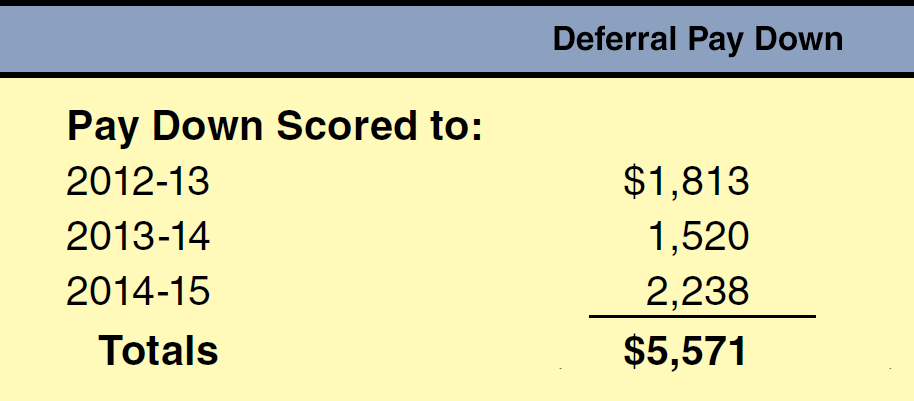 Deferral Pay Down
Pay Down Scored to:
2012-13 $1,813
2013-14 1,520
2014-15 2,238
Totals $5,571